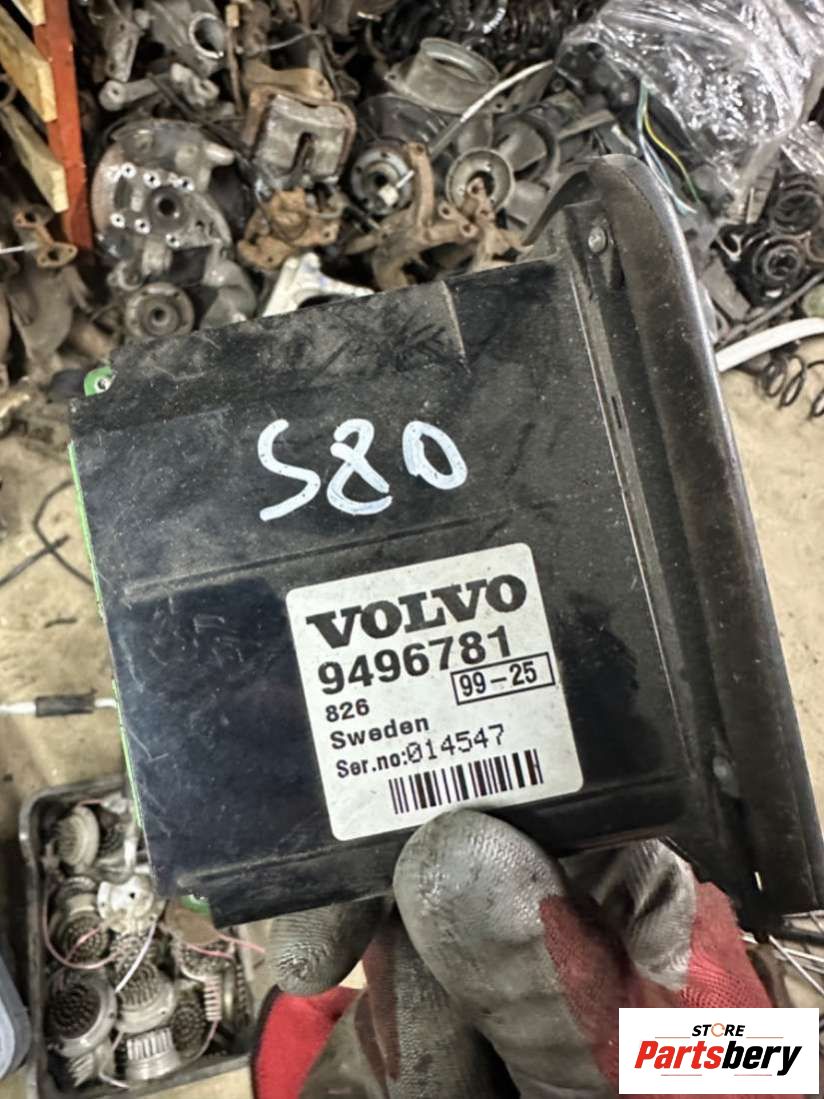 S80
VOLVO
9496781
99-25
826
Sweden
Ser.no:014547
STORE
Partsbery